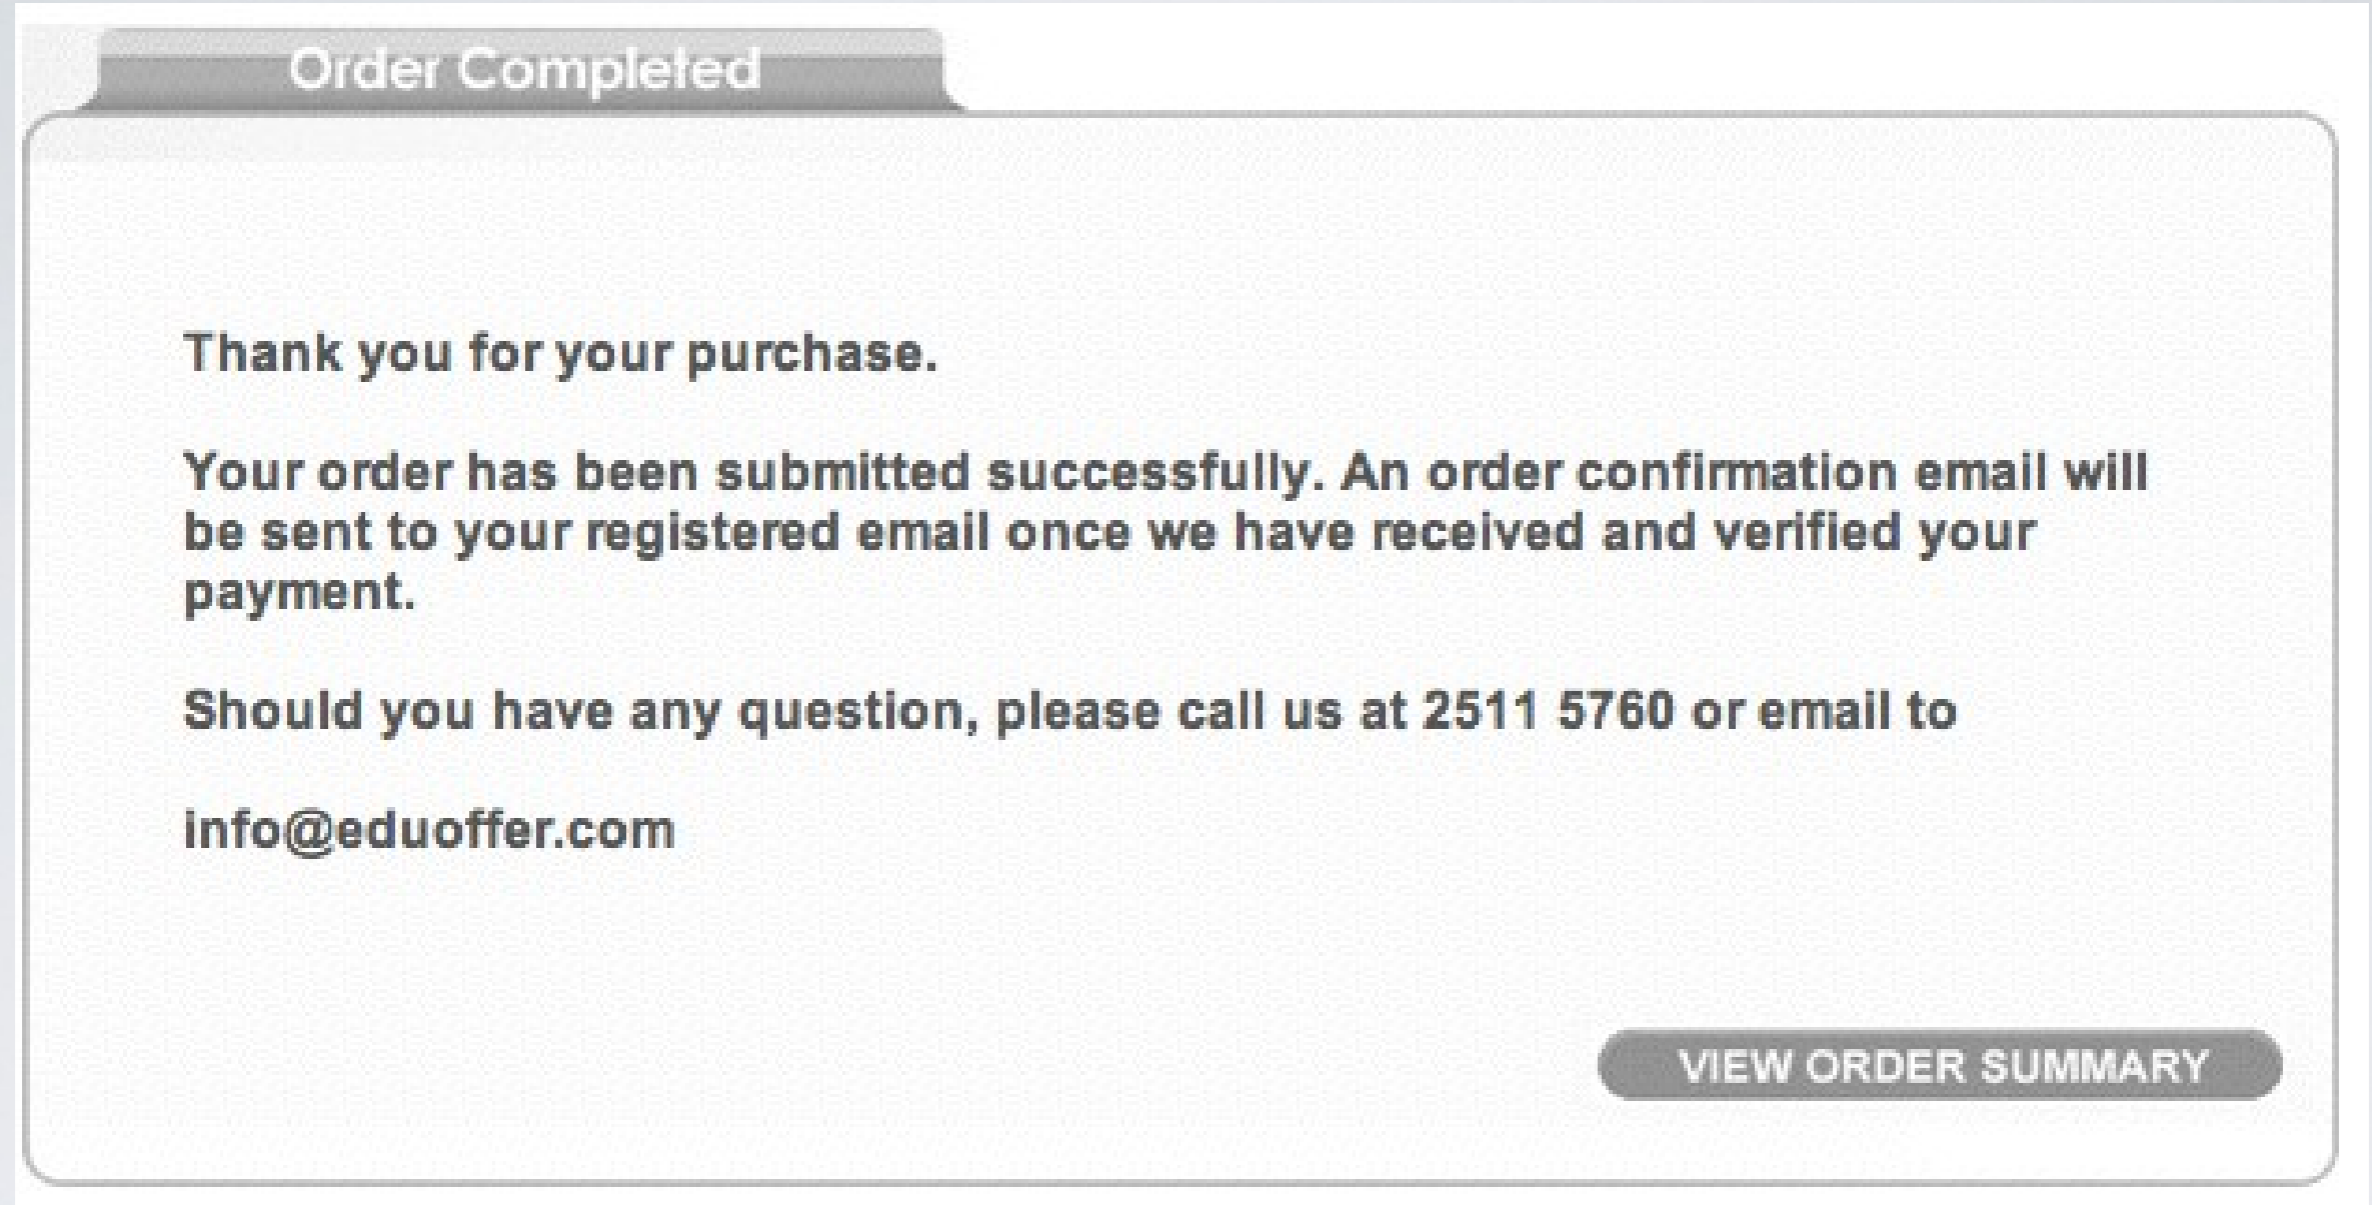 Order Completed
Thank you for your purchase.
Your order has been submitted successfully. An order confirmation email will
be sent to your registered email once we have received and verified your
payment.
Should you have any question, please call us at 2511 5760 or email to
info@eduoffer.com
VIEW ORDER SUMMARY